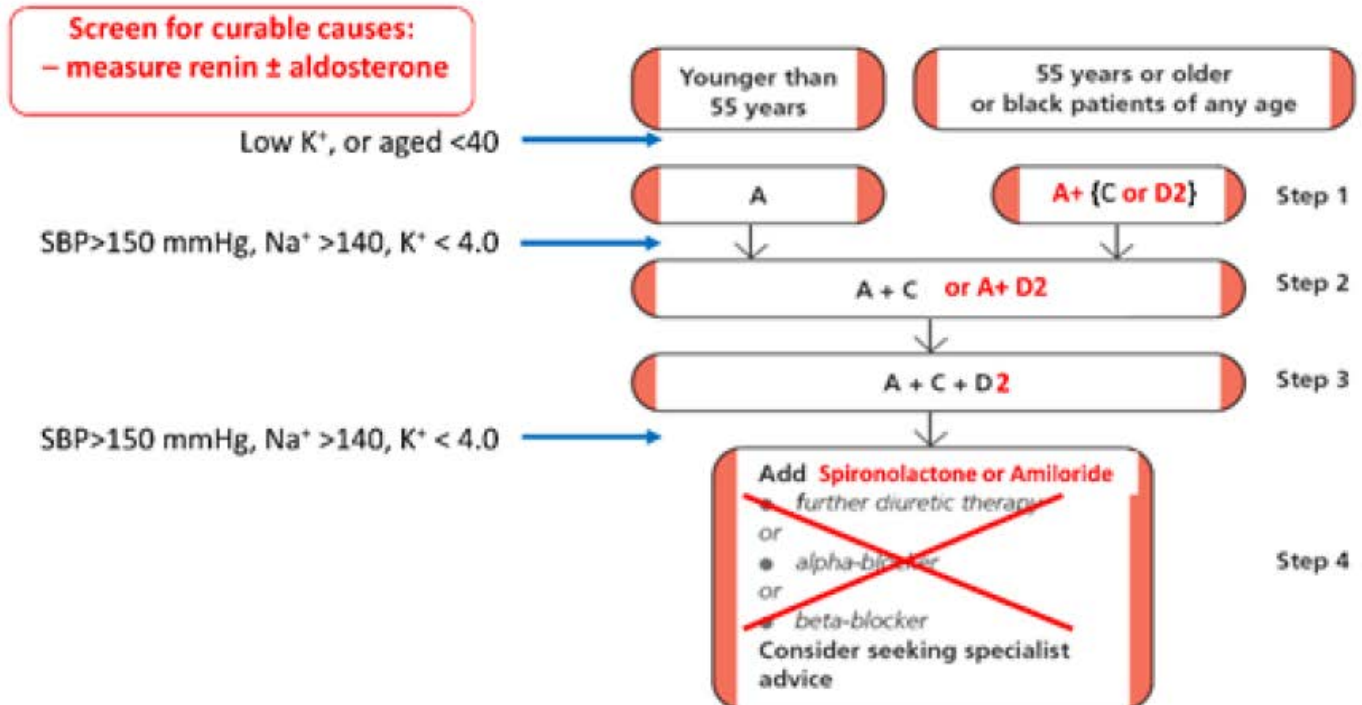 Screen for curable causes:
– measure renin ± aldosterone
Younger than
55 years
55 years or older
or black patients of any age
Low K⁺, or aged <40
A
A+ {C or D2}
Step 1
SBP>150 mmHg, Na⁺ >140, K⁺ < 4.0
A + C or A+ D2
Step 2
A + C + D2
Step 3
SBP>150 mmHg, Na⁺ >140, K⁺ < 4.0
Add Spironolactone or Amiloride
• further diuretic therapy
or
• alpha-blocker
or
• beta-blocker
Consider seeking specialist
advice
Step 4